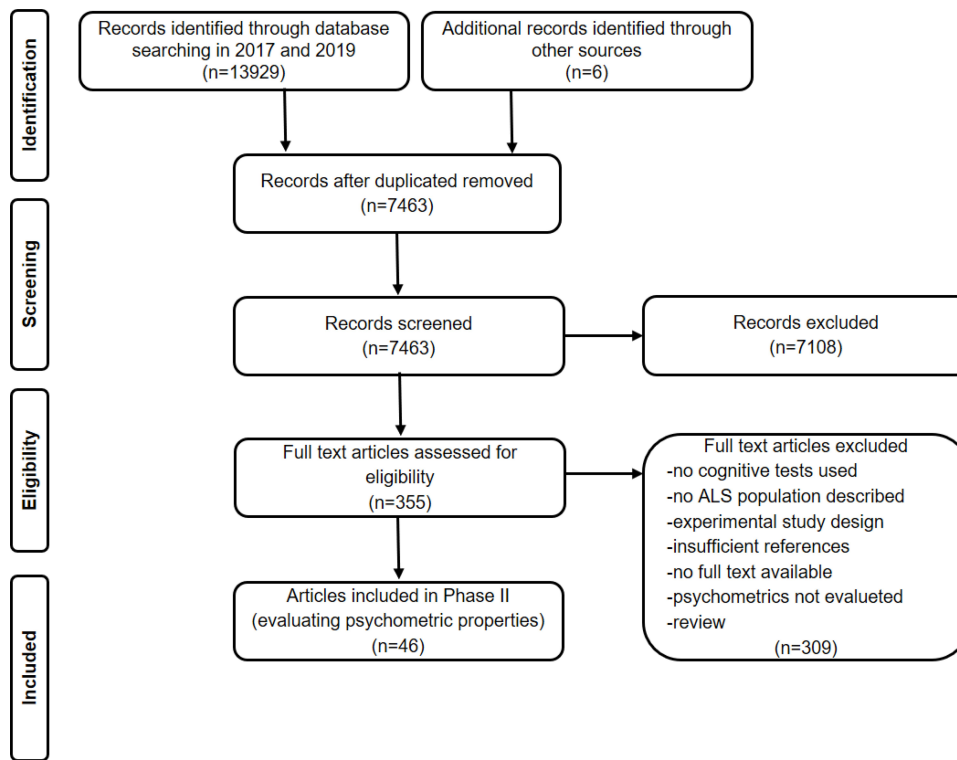 Identification
Records identified through database
searching in 2017 and 2019
(n=13929)
Additional records identified through
other sources
(n=6)
Records after duplicated removed
(n=7463)
Screening
Records screened
(n=7463)
Records excluded
(n=7108)
Eligibility
Full text articles assessed for
eligibility
(n=355)
Full text articles excluded
-no cognitive tests used
-no ALS population described
-experimental study design
-insufficient references
-no full text available
-psychometrics not evalueted
-review
(n=309)
Included
Articles included in Phase II
(evaluating psychometric properties)
(n=46)